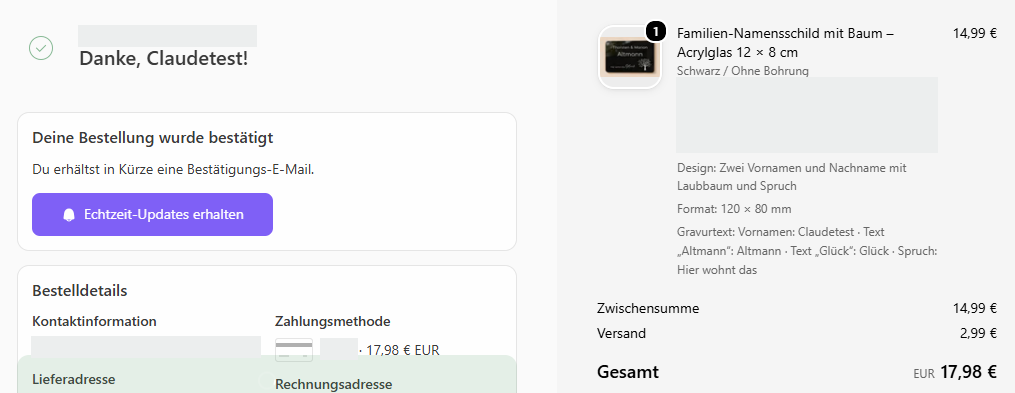 Danke, Claudetest!
Deine Bestellung wurde bestätigt
Du erhältst in Kürze eine Bestätigungs-E-Mail.
Echtzeit-Updates erhalten
Bestelldetails
Kontaktinformation
Zahlungsmethode
· 17,98 € EUR
Lieferadresse
Rechnungsadresse
1
Altmann
Familien-Namensschild mit Baum –
Acrylglas 12 × 8 cm
14,99 €
Schwarz / Ohne Bohrung
Design: Zwei Vornamen und Nachname mit
Laubbaum und Spruch
Format: 120 × 80 mm
Gravurtext: Vornamen: Claudetest · Text
„Altmann“: Altmann · Text „Glück“: Glück · Spruch:
Hier wohnt das
Zwischensumme 14,99 €
Versand 2,99 €
Gesamt EUR 17,98 €